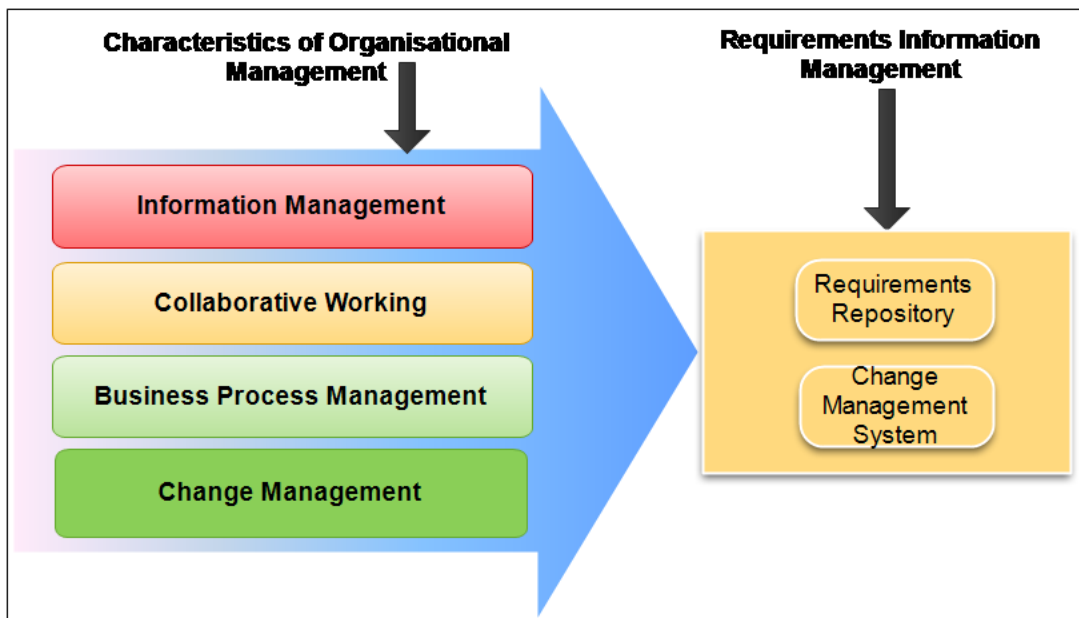 Characteristics of Organisational
Management
Requirements Information
Management
Information Management
Collaborative Working
Business Process Management
Change Management
Requirements
Repository
Change
Management
System